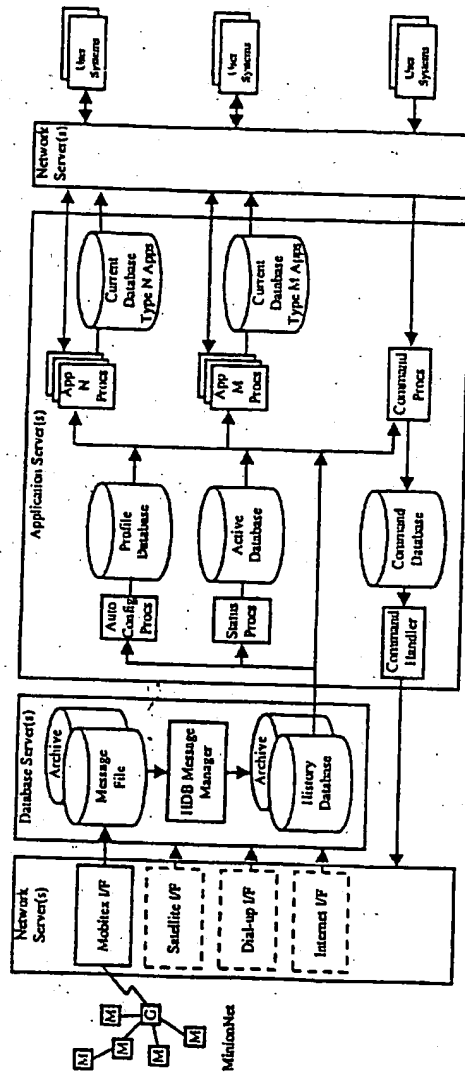 M
M
M
M
M
G
MinionNet
Network
Server(s)
Mobitex I/F
Satellite I/F
Dial-up I/F
Internet I/F
Database Server(s)
Archive
Message
File
HDB Message
Manager
Archive
History
Database
Application Server(s)
Auto
Config
Procs
Profile
Database
Status
Procs
Active
Database
Command
Handler
Command
Database
Command
Procs
App
N
Procs
Current
Database
Type N Apps
App
M
Procs
Current
Database
Type M Apps
Network
Server(s)
User
Systems
User
Systems
User
Systems